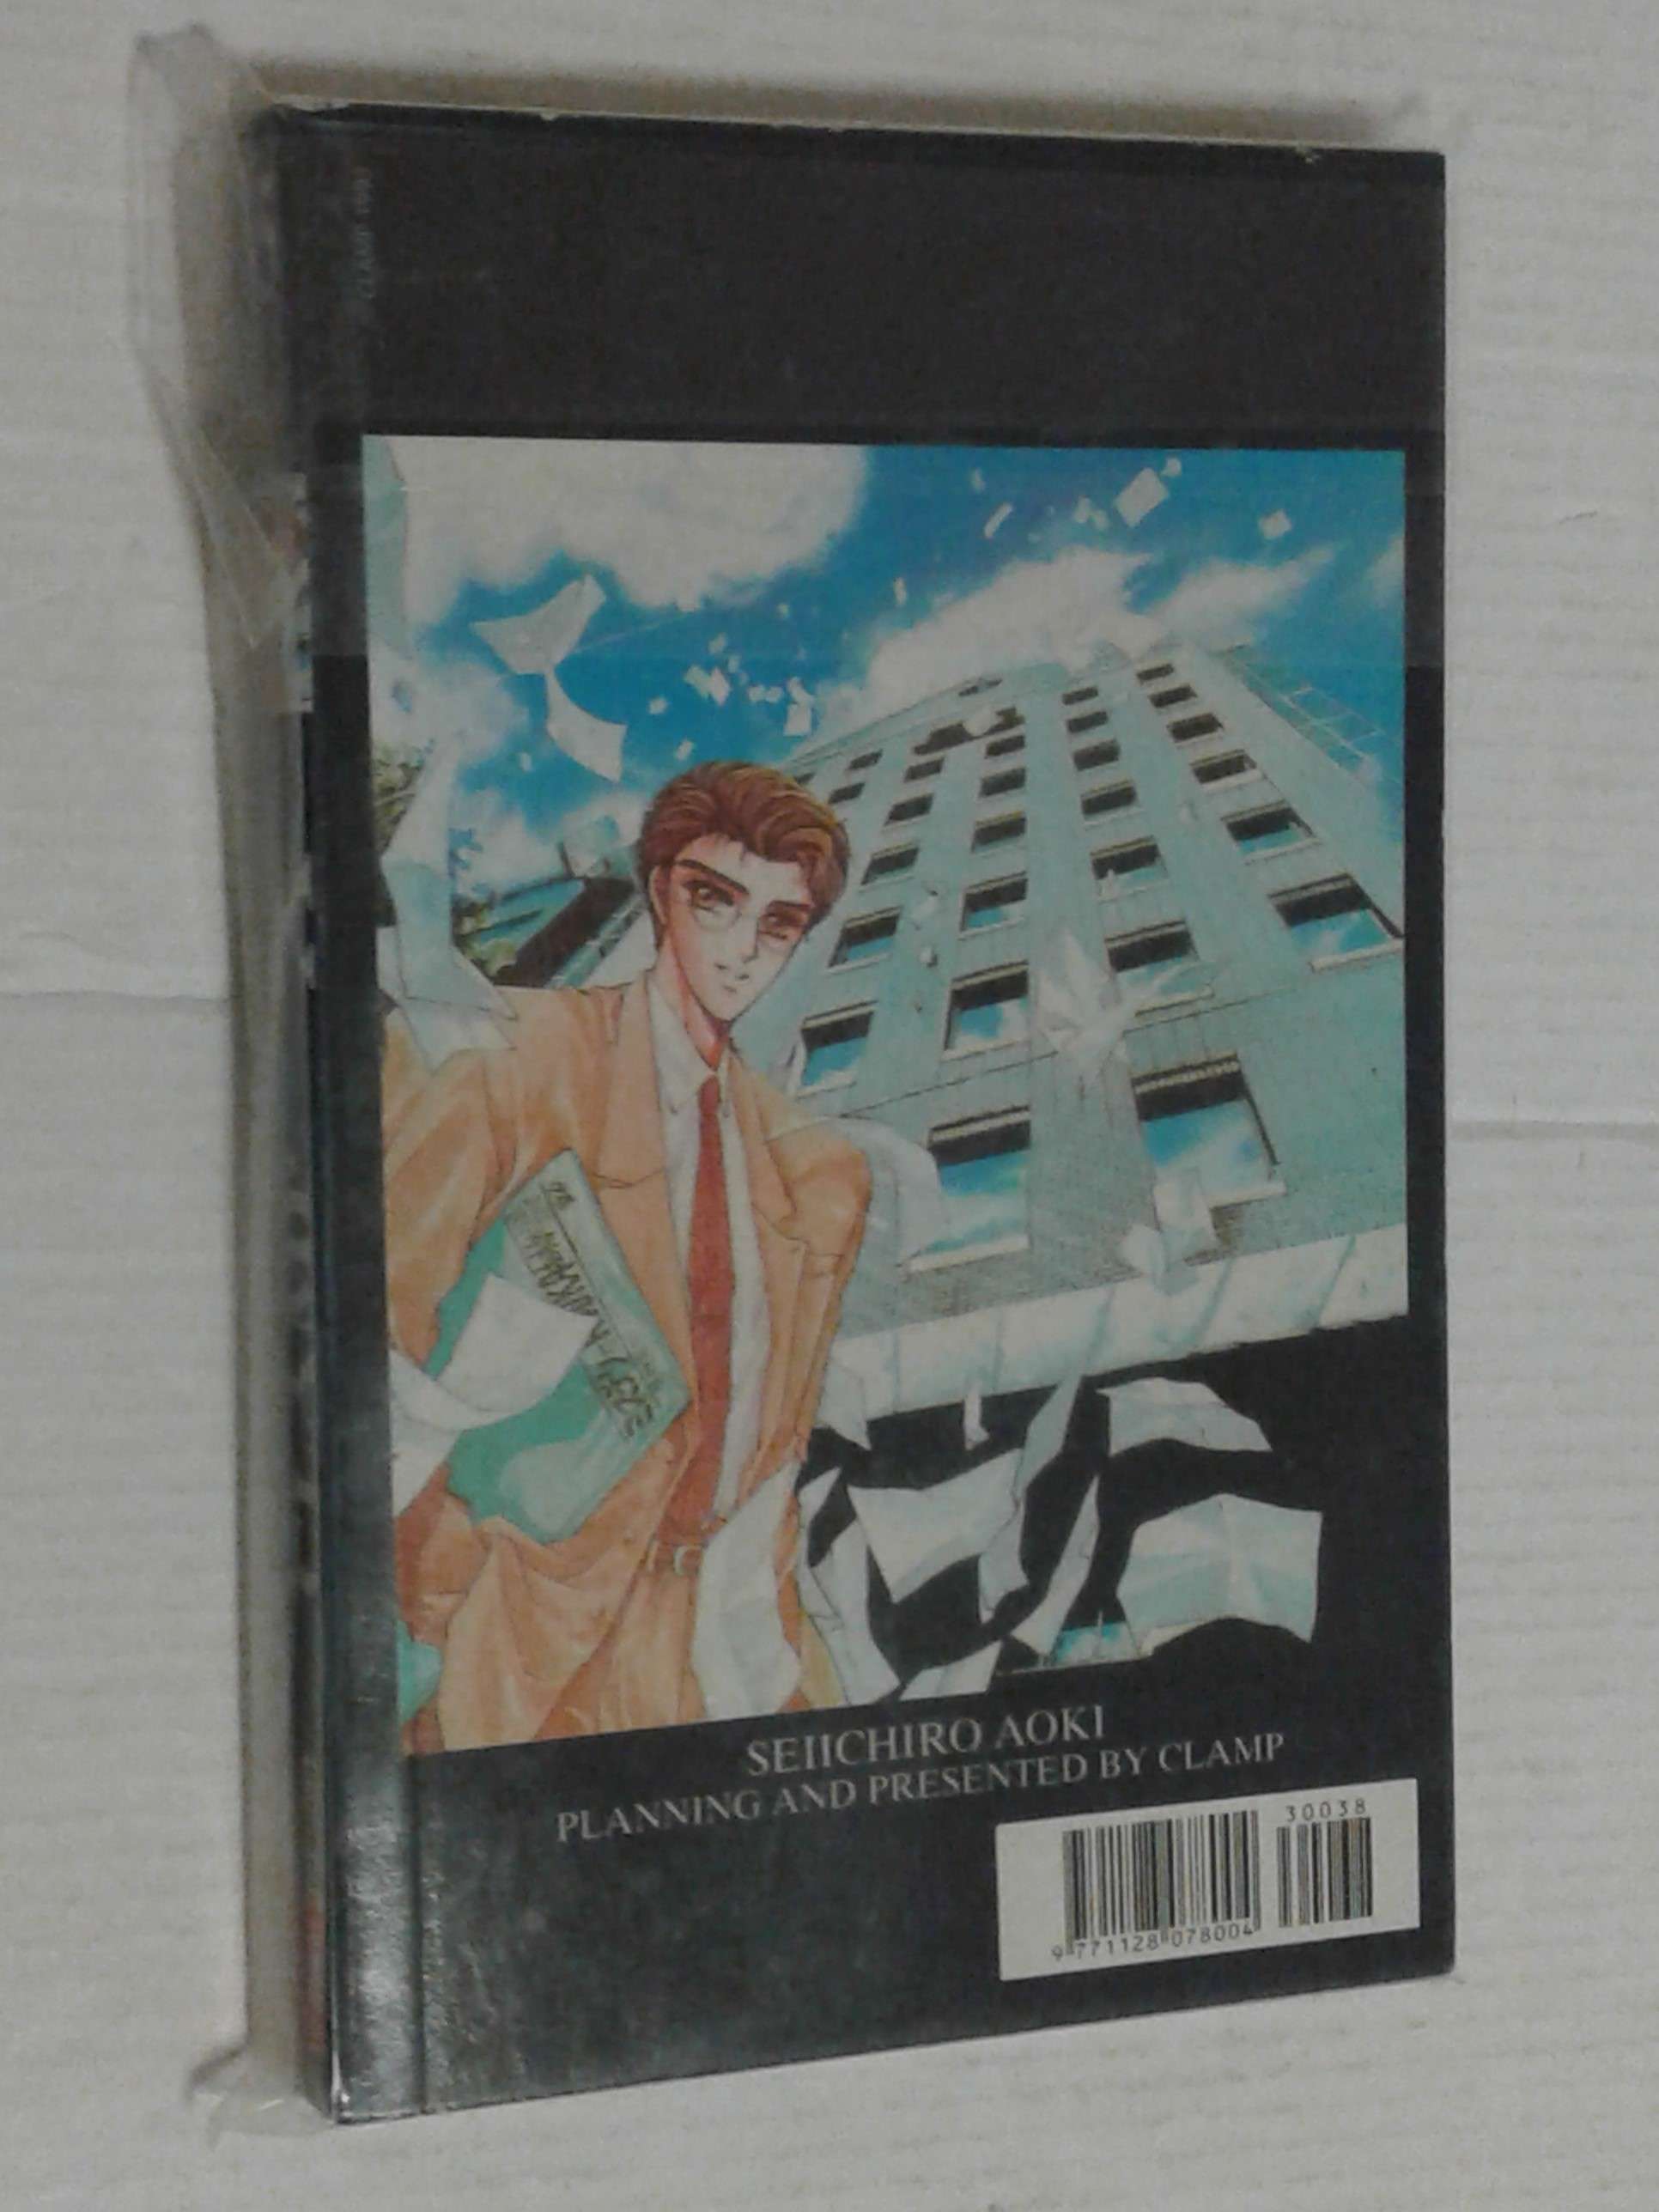 SEIICHIRO AOKI
PLANNING AND PRESENTED BY CLAMP
30038
9 771128 078004